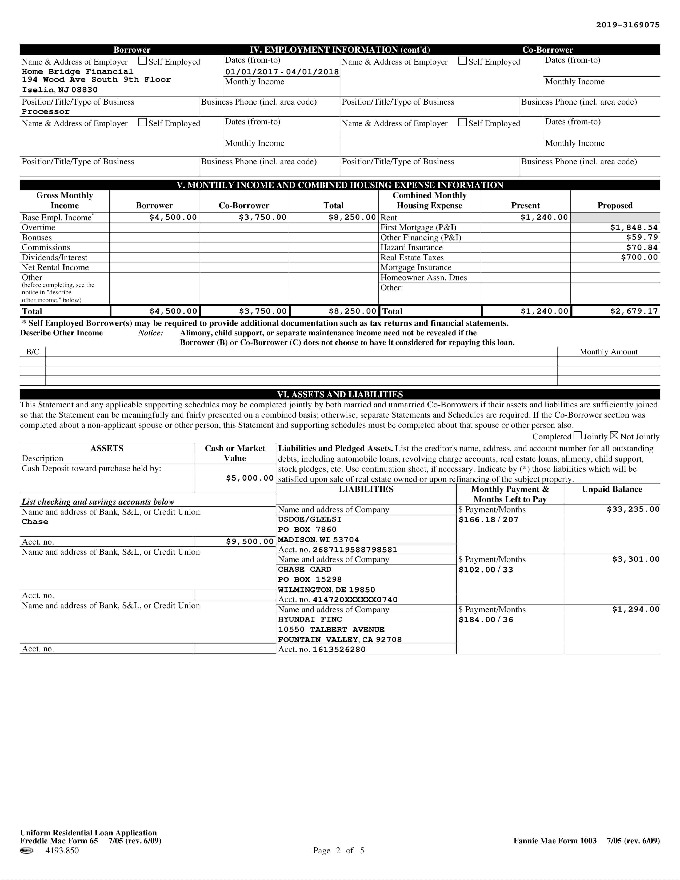 2019-3169075
Borrower IV. EMPLOYMENT INFORMATION (cont'd) Co-Borrower
Name & Address of Employer Self Employed Dates (from-to) Name & Address of Employer Self Employed Dates (from-to)
Home Bridge Financial 01/01/2017-04/01/2018
194 Wood Ave South 9th Floor Monthly Income Monthly Income
Iselin, NJ 08830
Position/Title/Type of Business Business Phone (incl. area code) Position/Title/Type of Business Business Phone (incl. area code)
Processor
Name & Address of Employer Self Employed Dates (from-to) Name & Address of Employer Self Employed Dates (from-to)
Monthly Income Monthly Income
Position/Title/Type of Business Business Phone (incl. area code) Position/Title/Type of Business Business Phone (incl. area code)
V. MONTHLY INCOME AND COMBINED HOUSING EXPENSE INFORMATION
Gross Monthly Income Borrower Co-Borrower Total Combined Monthly Housing Expense Present Proposed
Base Empl. Income* $4,500.00 $3,750.00 $8,250.00 Rent $1,240.00
Overtime First Mortgage (P&I) $1,848.54
Bonuses Other Financing (P&I) $59.79
Commissions Hazard Insurance $70.84
Dividends/Interest Real Estate Taxes $700.00
Net Rental Income Mortgage Insurance
Other Homeowner Assn. Dues
(before completing, see the Other
notice in "describe
other income," below)
Total $4,500.00 $3,750.00 $8,250.00 Total $1,240.00 $2,679.17
* Self Employed Borrower(s) may be required to provide additional documentation such as tax returns and financial statements.
Describe Other Income Notice: Alimony, child support, or separate maintenance income need not be revealed if the
Borrower (B) or Co-Borrower (C) does not choose to have it considered for repaying this loan.
B/C Monthly Amount
VI. ASSETS AND LIABILITIES
This Statement and any applicable supporting schedules may be completed jointly by both married and unmarried Co-Borrowers if their assets and liabilities are sufficiently joined
so that the Statement can be meaningfully and fairly presented on a combined basis; otherwise, separate Statements and Schedules are required. If the Co-Borrower section was
completed about a non-applicant spouse or other person, this Statement and supporting schedules must be completed about that spouse or other person also.
Completed Jointly Not Jointly
ASSETS Cash or Market Value
Description
Cash Deposit toward purchase held by:
$5,000.00
Liabilities and Pledged Assets. List the creditor's name, address, and account number for all outstanding
debts, including automobile loans, revolving charge accounts, real estate loans, alimony, child support,
stock pledges, etc. Use continuation sheet, if necessary. Indicate by (*) those liabilities which will be
satisfied upon sale of real estate owned or upon refinancing of the subject property.
LIABILITIES Monthly Payment & Months Left to Pay Unpaid Balance
List checking and savings accounts below
Name and address of Bank, S&L, or Credit Union
Chase
Acct. no. $9,500.00
Name and address of Bank, S&L, or Credit Union
Acct. no.
Name and address of Bank, S&L, or Credit Union
Acct. no.
Name and address of Company $ Payment/Months $33,235.00
USDOE/GLELSI $166.18/207
PO BOX 7860
MADISON, WI 53704
Acct. no. 2687119588798581
Name and address of Company $ Payment/Months $3,301.00
CHASE CARD $102.00/33
PO BOX 15298
WILMINGTON, DE 19850
Acct. no. 414720XXXXXX0740
Name and address of Company $ Payment/Months $1,294.00
HYUNDAI FINC $184.00/36
10550 TALBERT AVENUE
FOUNTAIN VALLEY, CA 92708
Acct. no. 1613526280
Uniform Residential Loan Application
Freddie Mac Form 65 7/05 (rev. 6/09) Fannie Mae Form 1003 7/05 (rev. 6/09)
4193.850 Page 2 of 5